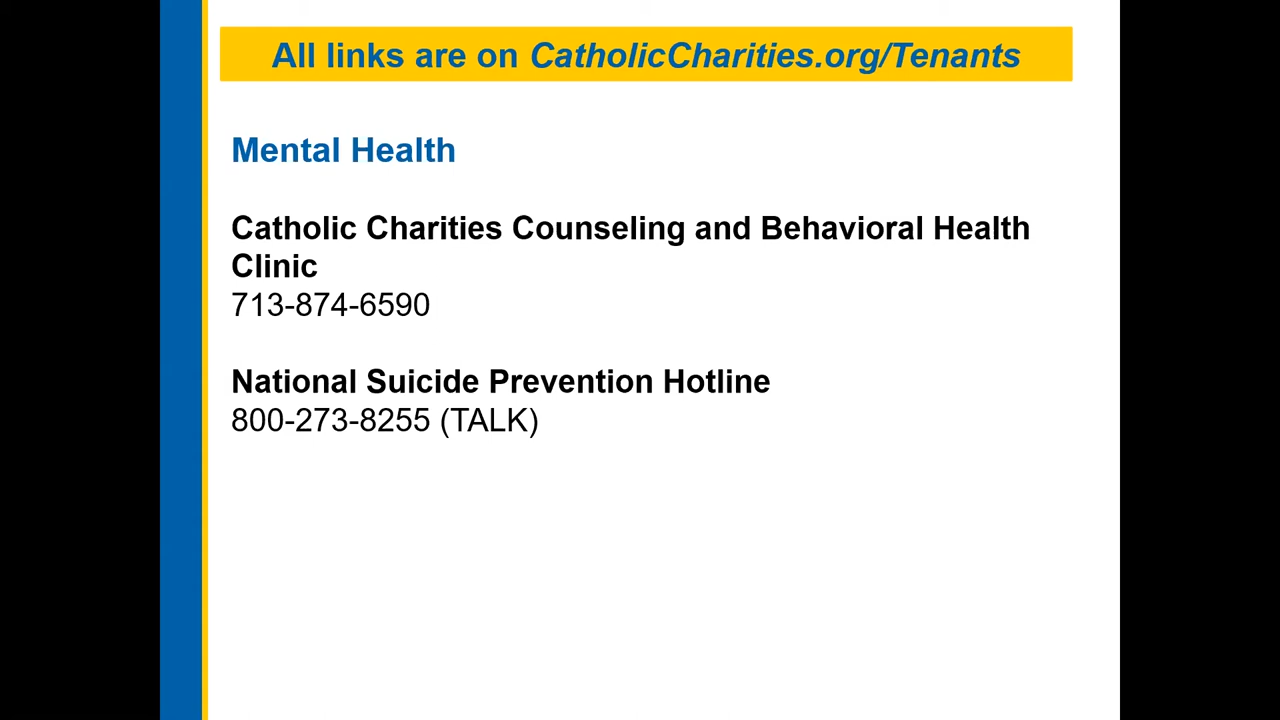 All links are on CatholicCharities.org/Tenants
Mental Health
Catholic Charities Counseling and Behavioral Health
Clinic
713-874-6590
National Suicide Prevention Hotline
800-273-8255 (TALK)